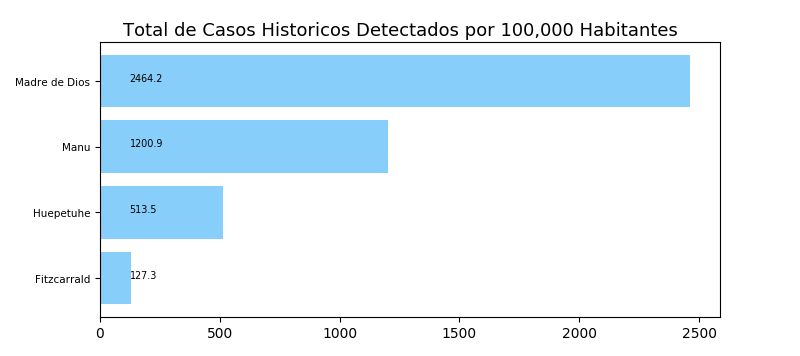 Total de Casos Historicos Detectados por 100,000 Habitantes
Madre de Dios 2464.2
Manu 1200.9
Huepetuhe 513.5
Fitzcarrald 127.3
0 500 1000 1500 2000 2500